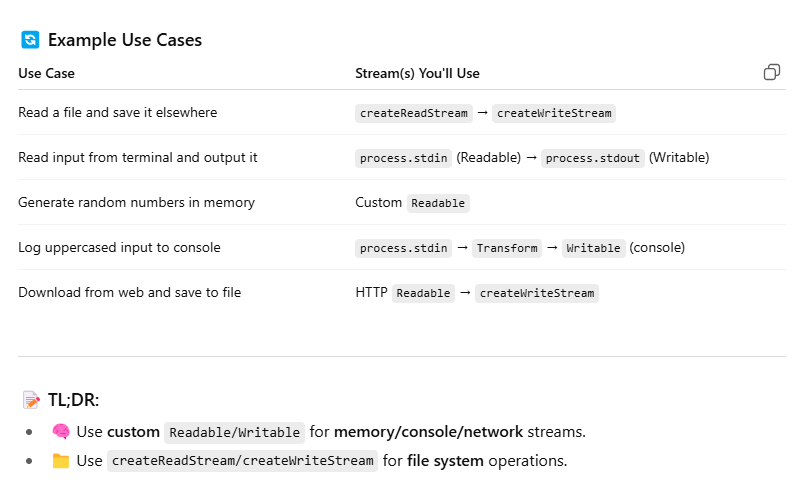 🔄 Example Use Cases
Use Case Stream(s) You'll Use
Read a file and save it elsewhere createReadStream → createWriteStream
Read input from terminal and output it process.stdin (Readable) → process.stdout (Writable)
Generate random numbers in memory Custom Readable
Log uppercased input to console process.stdin → Transform → Writable (console)
Download from web and save to file HTTP Readable → createWriteStream
📝 TL;DR:
• 🧠 Use custom Readable/Writable for memory/console/network streams.
• 📁 Use createReadStream/createWriteStream for file system operations.